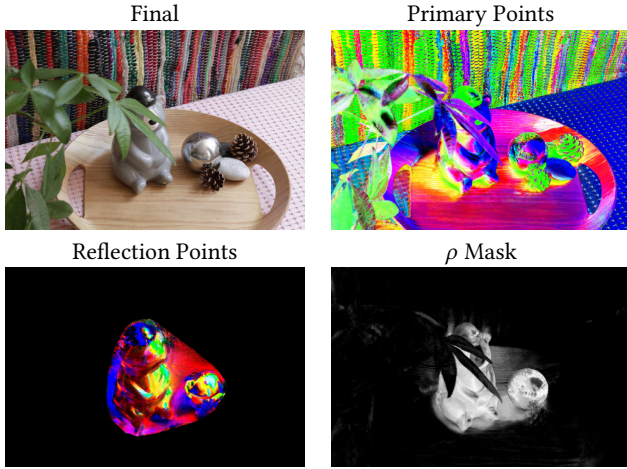 Final
Primary Points
Reflection Points
ρ Mask